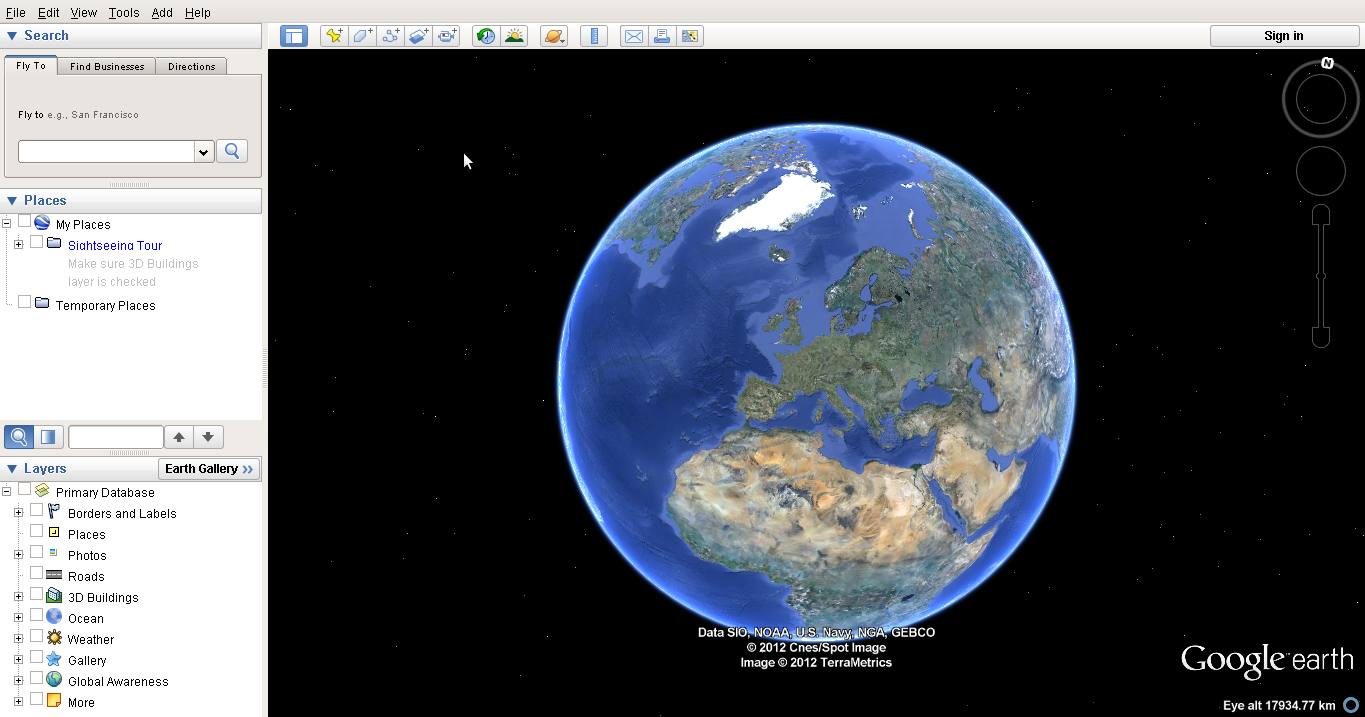 File Edit View Tools Add Help
Search
Sign in
Fly To Find Businesses Directions
Fly to e.g., San Francisco
N
Places
My Places
Sightseeing Tour
Make sure 3D Buildings
layer is checked
Temporary Places
Layers Earth Gallery »
Primary Database
Borders and Labels
Places
Photos
Roads
3D Buildings
Ocean
Weather
Gallery
Global Awareness
More
Data SIO, NOAA, U.S. Navy, NGA, GEBCO
© 2012 Cnes/Spot Image
Image © 2012 TerraMetrics
Google earth
Eye alt 17934.77 km